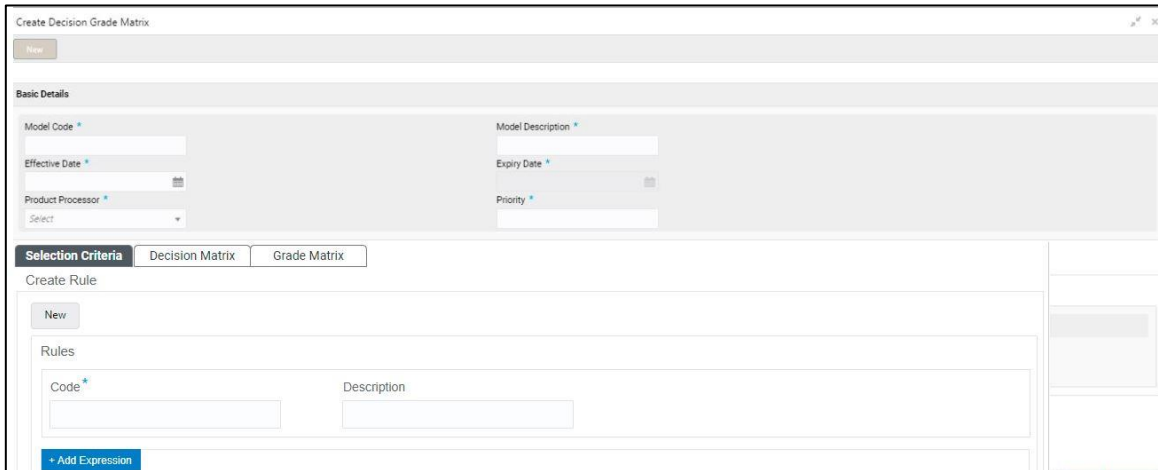 Create Decision Grade Matrix
New
Basic Details
Model Code *
Model Description *
Effective Date *
Expiry Date *
Product Processor *
Priority *
Select
Selection Criteria Decision Matrix Grade Matrix
Create Rule
New
Rules
Code * Description
+ Add Expression